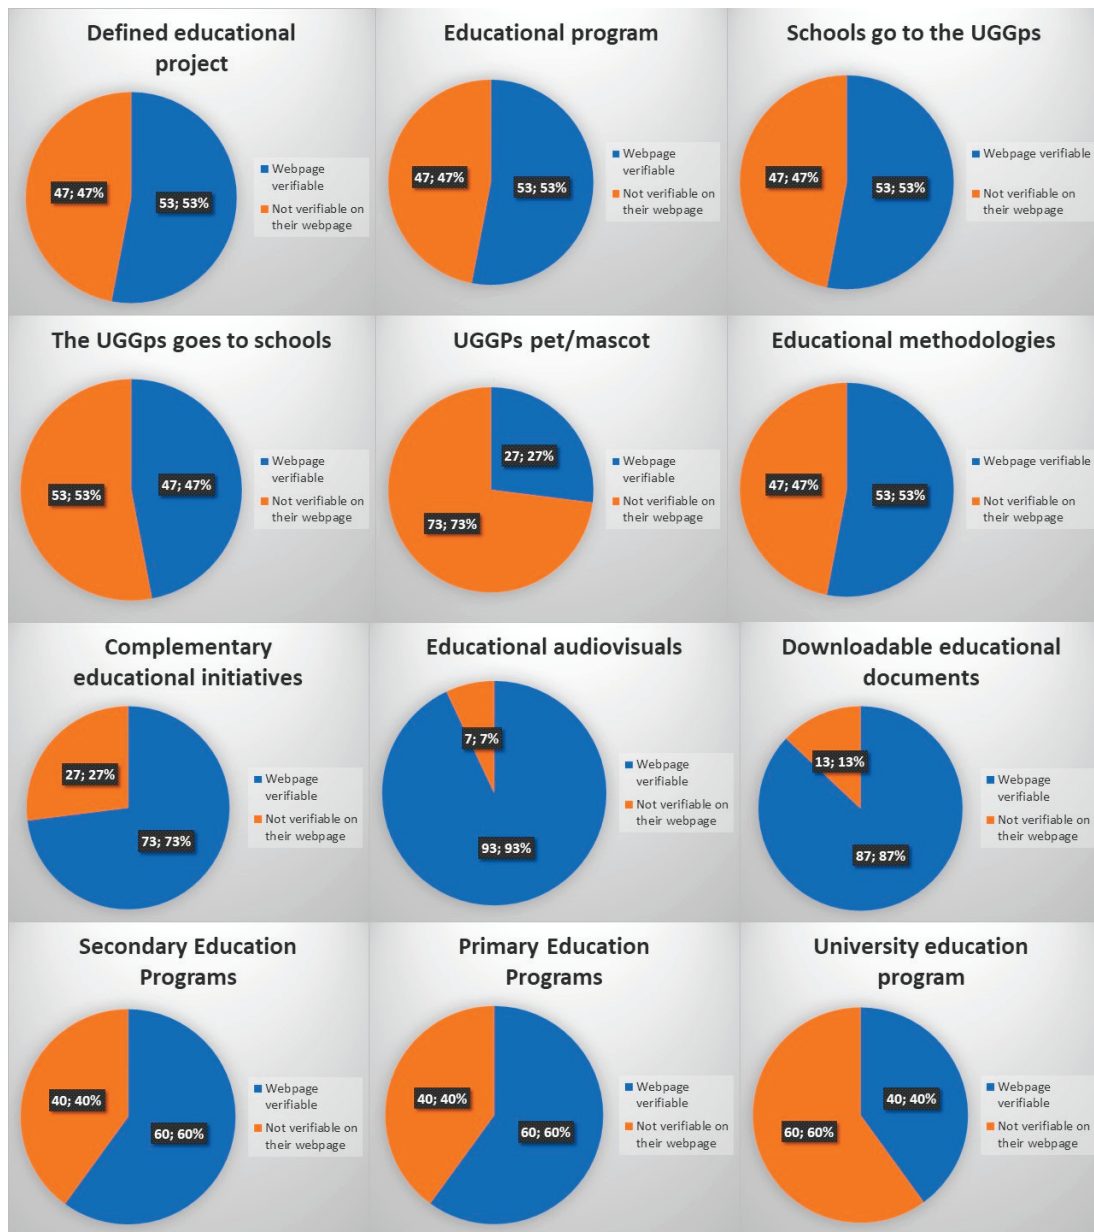 Defined educational
project
47; 47%
53; 53%
Webpage
verifiable
Not verifiable on
their webpage
Educational program
47; 47%
53; 53%
Webpage
verifiable
Not verifiable on
their webpage
Schools go to the UGGps
47; 47%
53; 53%
Webpage verifiable
Not verifiable on
their webpage
The UGGps goes to schools
53; 53%
47; 47%
Webpage
verifiable
Not verifiable on
their webpage
UGGPs pet/mascot
27; 27%
73; 73%
Webpage
verifiable
Not verifiable on
their webpage
Educational methodologies
47; 47%
53; 53%
Webpage verifiable
Not verifiable on
their webpage
Complementary
educational initiatives
27; 27%
73; 73%
Webpage
verifiable
Not verifiable on
their webpage
Educational audiovisuals
7; 7%
93; 93%
Webpage
verifiable
Not verifiable on
their webpage
Downloadable educational
documents
13; 13%
87; 87%
Webpage
verifiable
Not verifiable on
their webpage
Secondary Education
Programs
40; 40%
60; 60%
Webpage
verifiable
Not verifiable on
their webpage
Primary Education
Programs
40; 40%
60; 60%
Webpage
verifiable
Not verifiable on
their webpage
University education
program
40; 40%
60; 60%
Webpage
verifiable
Not verifiable on
their webpage